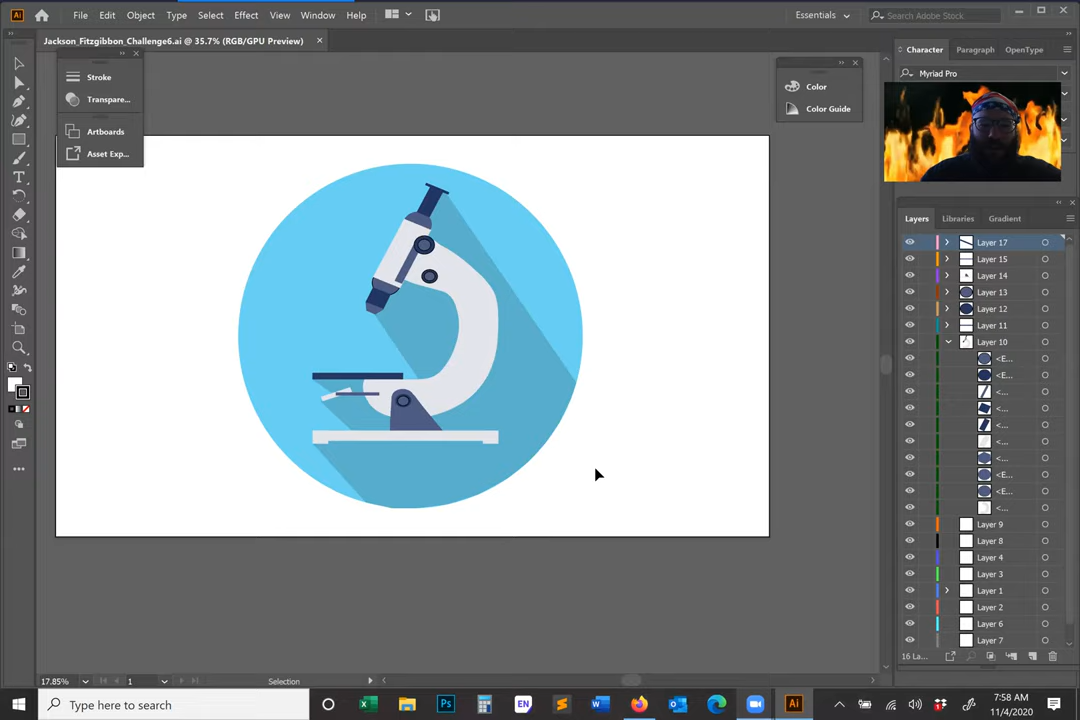 Ai File Edit Object Type Select Effect View Window Help Essentials Search Adobe Stock
Jackson_Fitzgibbon_Challenge6.ai @ 35.7% (RGB/GPU Preview) ×
Stroke
Transpare...
Artboards
Asset Exp...
Color
Color Guide
Character Paragraph OpenType
Myriad Pro
Layers Libraries Gradient
Layer 17
Layer 15
Layer 14
Layer 13
Layer 12
Layer 11
Layer 10
<E...
<E...
<...
<...
<...
<...
<...
<E...
<E...
<...
Layer 9
Layer 8
Layer 4
Layer 3
Layer 1
Layer 2
Layer 6
Layer 7
16 La...
17.85% 1 Selection
Type here to search
EN W Ps Ai
7:58 AM
11/4/2020